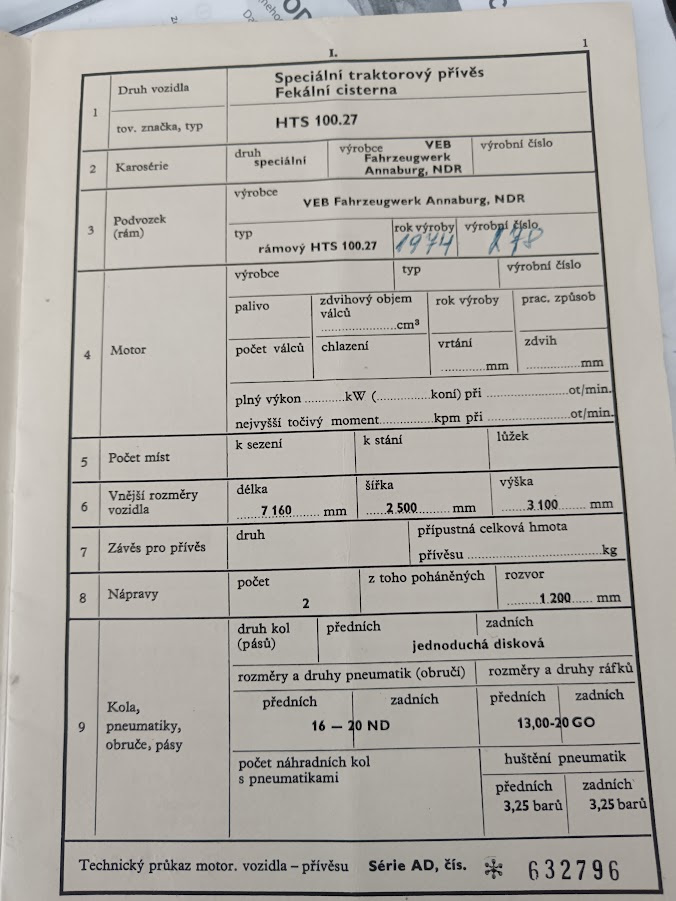 I.
1
1
Druh vozidla
Speciální traktorový přívěs
Fekální cisterna
tov. značka, typ
HTS 100.27
2
Karosérie
druh
speciální
výrobce VEB
Fahrzeugwerk
Annaburg, NDR
výrobní číslo
3
Podvozek
(rám)
výrobce
VEB Fahrzeugwerk Annaburg, NDR
typ
rámový HTS 100.27
rok výroby
1974
výrobní číslo
178
4
Motor
výrobce
typ
výrobní číslo
palivo
zdvihový objem
válců
....................cm³
rok výroby
prac. způsob
počet válců
chlazení
vrtání
............mm
zdvih
............mm
plný výkon ...........kW (...............koní) při ........................ot/min.
nejvyšší točivý moment..............kpm při ........................ot/min.
5
Počet míst
k sezení
k stání
lůžek
6
Vnější rozměry
vozidla
délka
7 160 mm
šířka
2 500 mm
výška
3 100 mm
7
Závěs pro přívěs
druh
přípustná celková hmota
přívěsu ....................................kg
8
Nápravy
počet
2
z toho poháněných
rozvor
1 200 mm
9
Kola,
pneumatiky,
obruče, pásy
druh kol
(pásů)
předních
zadních
jednoduchá disková
rozměry a druhy pneumatik (obručí)
rozměry a druhy ráfků
předních
zadních
předních
zadních
16 — 20 ND
13,00-20 GO
počet náhradních kol
s pneumatikami
huštění pneumatik
předních
3,25 barů
zadních
3,25 barů
Technický průkaz motor. vozidla – přívěsu Série AD, čís. 632796